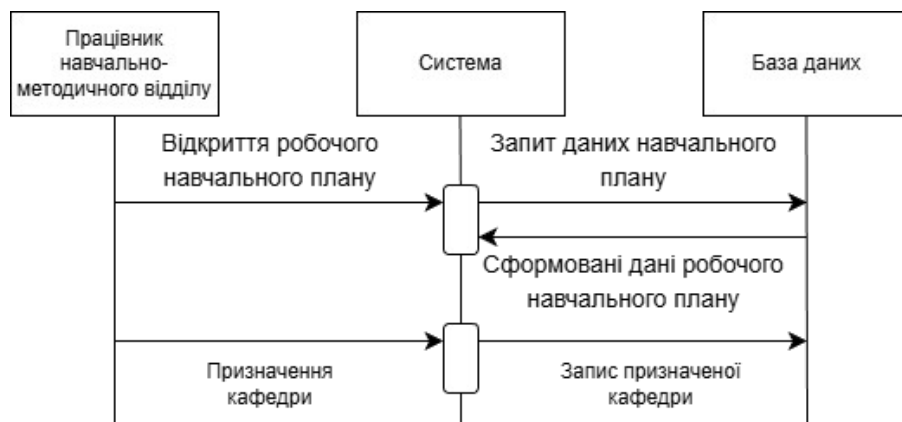 Працівник
навчально-
методичного відділу
Система
База даних
Відкриття робочого
навчального плану
Запит даних навчального
плану
Сформовані дані робочого
навчального плану
Призначення
кафедри
Запис призначеної
кафедри